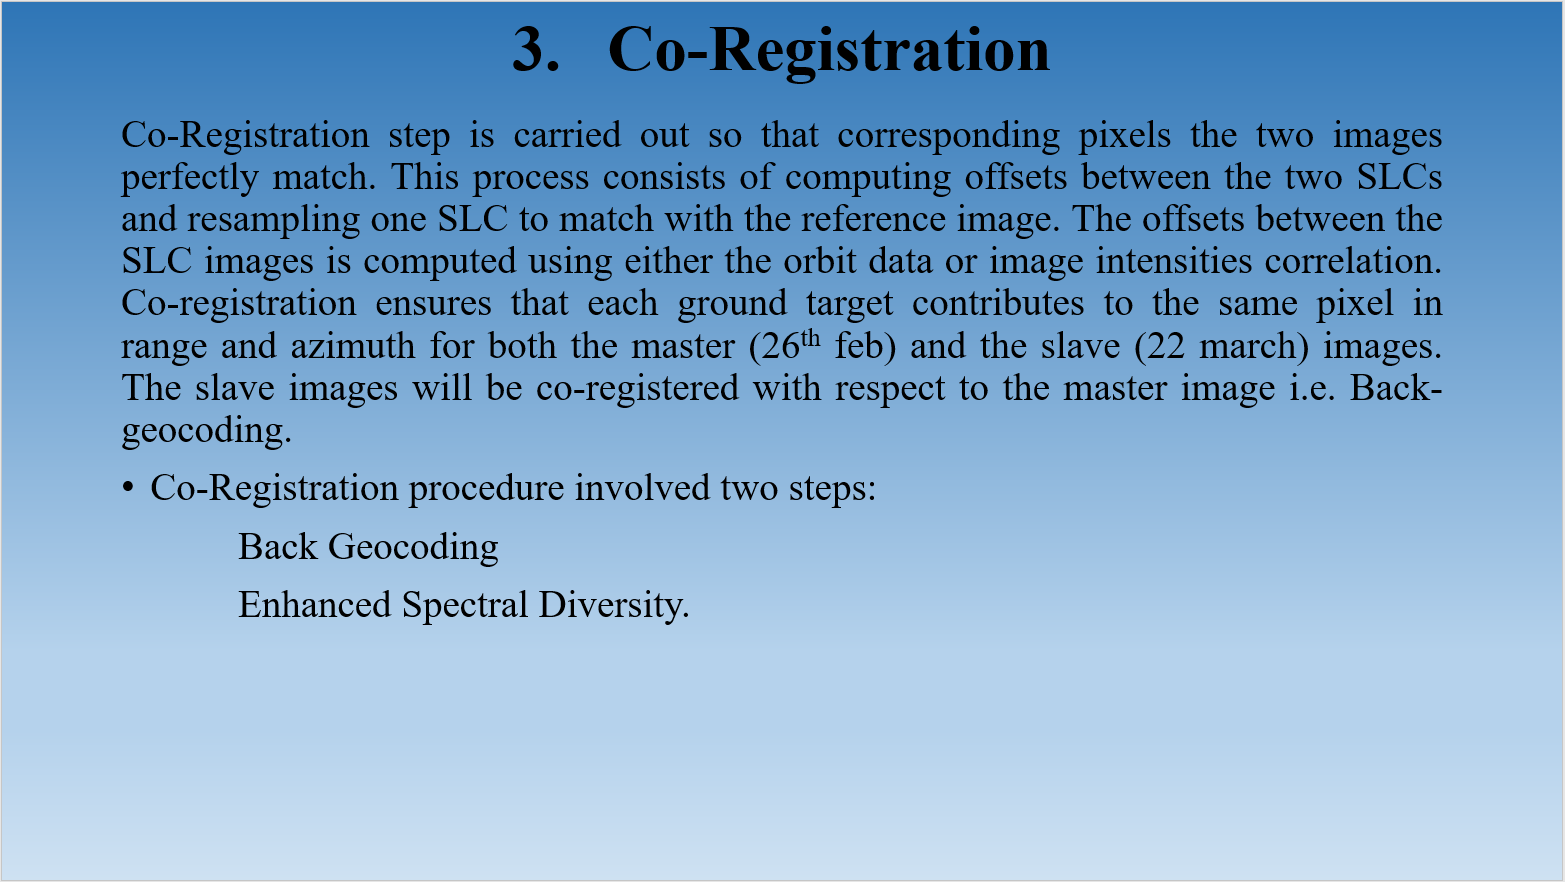 3. Co-Registration
Co-Registration step is carried out so that corresponding pixels the two images
perfectly match. This process consists of computing offsets between the two SLCs
and resampling one SLC to match with the reference image. The offsets between the
SLC images is computed using either the orbit data or image intensities correlation.
Co-registration ensures that each ground target contributes to the same pixel in
range and azimuth for both the master (26th feb) and the slave (22 march) images.
The slave images will be co-registered with respect to the master image i.e. Back-
geocoding.
• Co-Registration procedure involved two steps:
Back Geocoding
Enhanced Spectral Diversity.